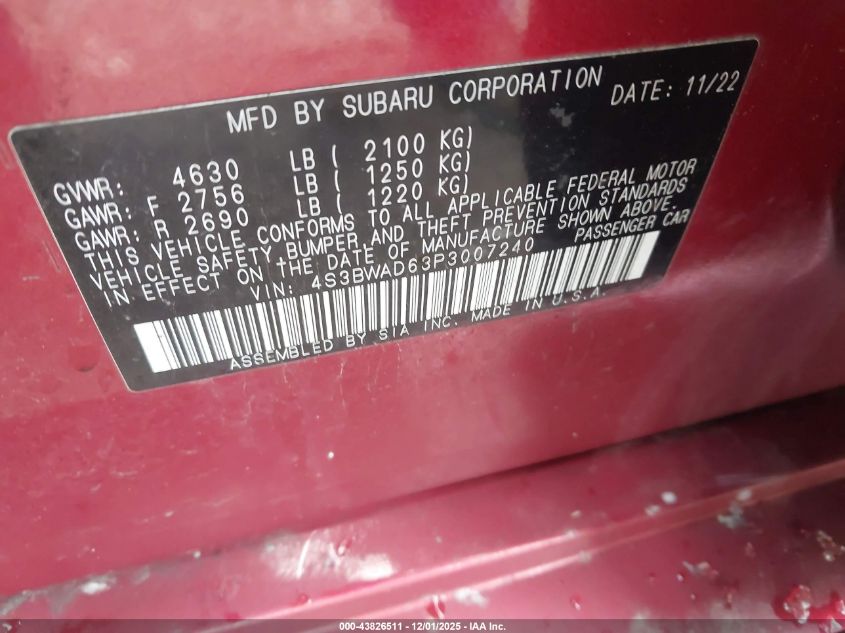 MFD BY SUBARU CORPORATION DATE: 11/22
GVWR: 4630 LB ( 2100 KG)
GAWR: F 2756 LB ( 1250 KG)
GAWR: R 2690 LB ( 1220 KG)
THIS VEHICLE CONFORMS TO ALL APPLICABLE FEDERAL MOTOR
VEHICLE SAFETY, BUMPER, AND THEFT PREVENTION STANDARDS
IN EFFECT ON THE DATE OF MANUFACTURE SHOWN ABOVE.
VIN: 4S3BWAD63P3007240 PASSENGER CAR
ASSEMBLED BY SIA INC. MADE IN U.S.A.
000-43826511 - 12/01/2025 - IAA Inc.